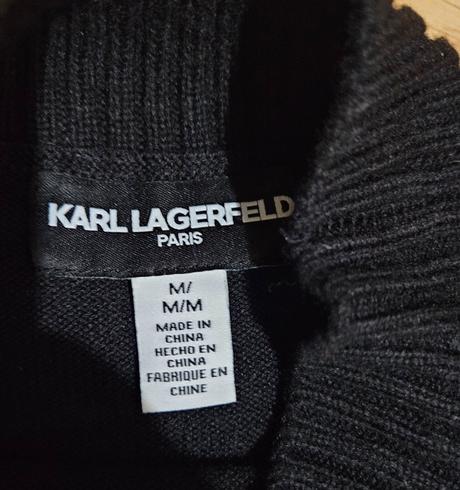 KARL LAGERFELD
PARIS
M/
M/M
MADE IN
CHINA
HECHO EN
CHINA
FABRIQUE EN
CHINE